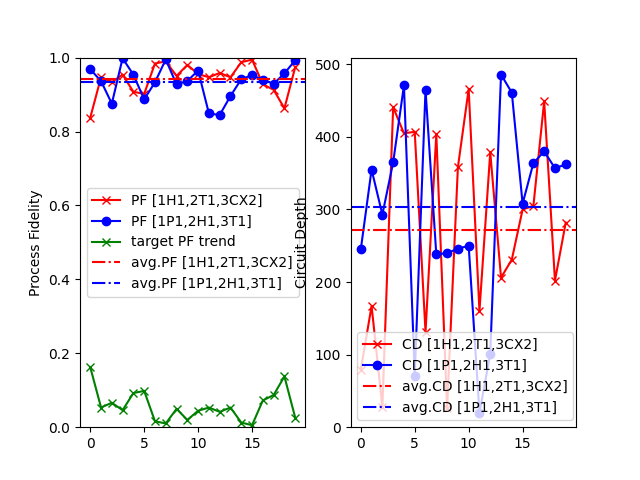 Process Fidelity
1.0
0.8
0.6
0.4
0.2
0.0
PF [1H1,2T1,3CX2]
PF [1P1,2H1,3T1]
target PF trend
avg.PF [1H1,2T1,3CX2]
avg.PF [1P1,2H1,3T1]
0 5 10 15
Circuit Depth
500
400
300
200
100
0
CD [1H1,2T1,3CX2]
CD [1P1,2H1,3T1]
avg.CD [1H1,2T1,3CX2]
avg.CD [1P1,2H1,3T1]
0 5 10 15